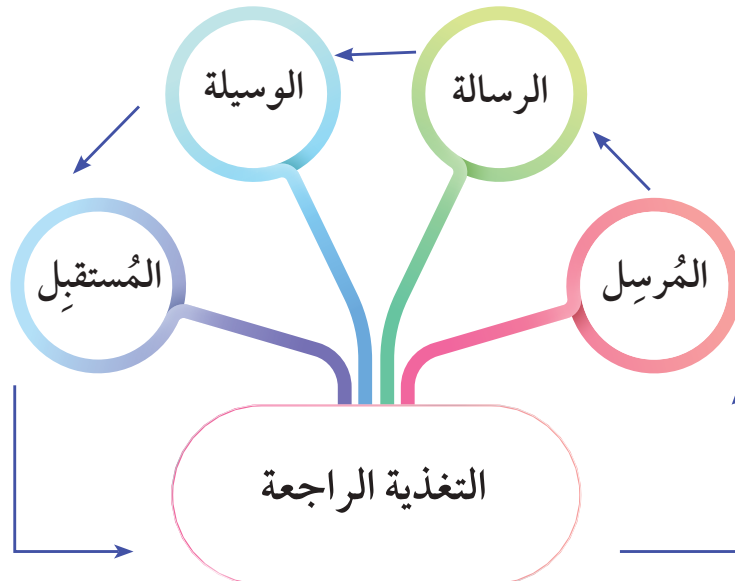 الرسالة
الوسيلة
المُرسِل
المُستقبِل
التغذية الراجعة